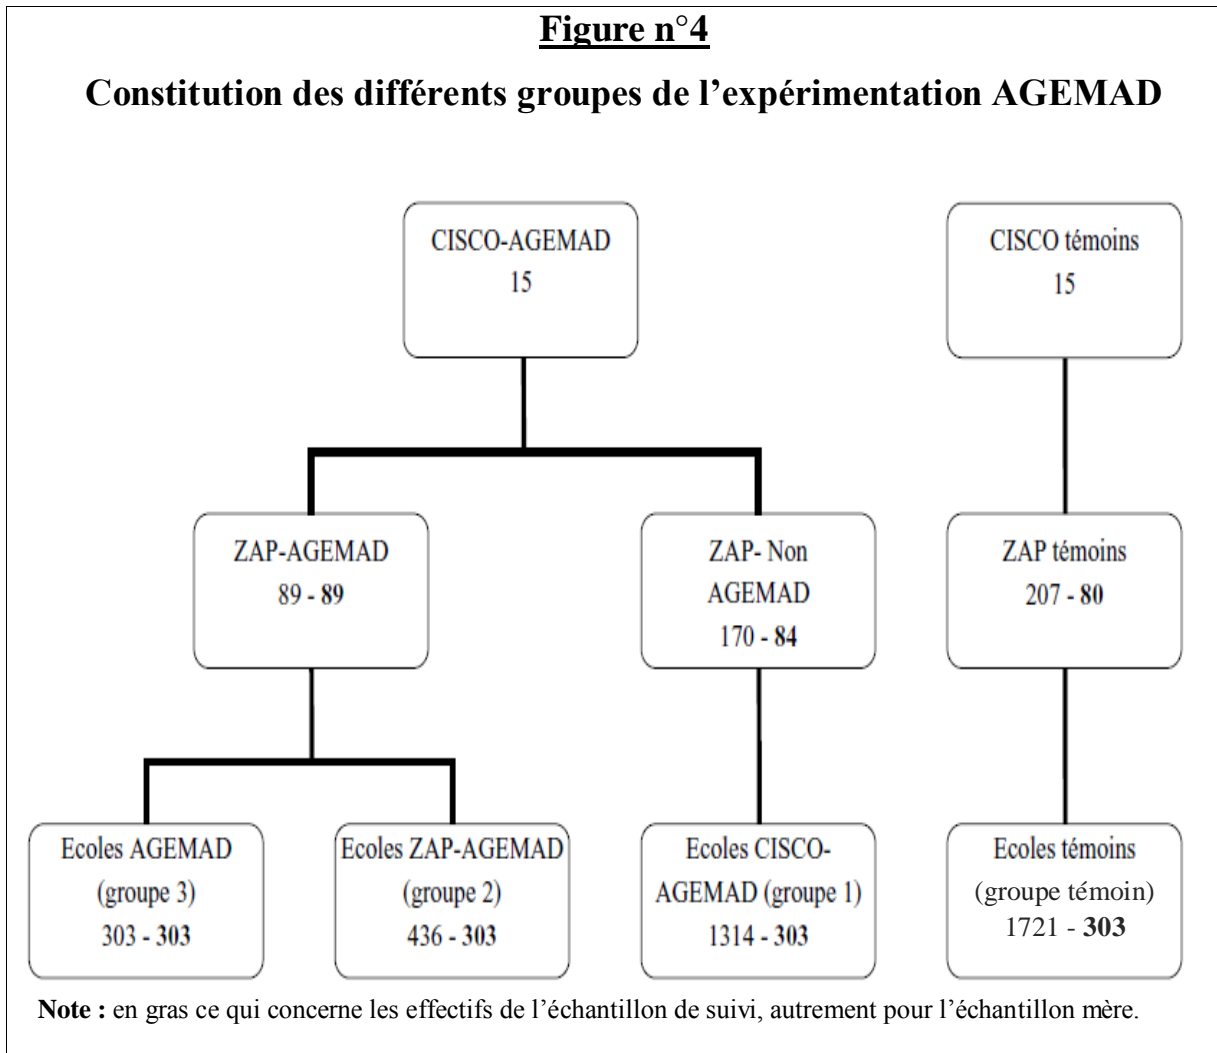 Figure n°4
Constitution des différents groupes de l'expérimentation AGEMAD
CISCO-AGEMAD
15
CISCO témoins
15
ZAP-AGEMAD
89 - 89
ZAP- Non
AGEMAD
170 - 84
ZAP témoins
207 - 80
Ecoles AGEMAD
(groupe 3)
303 - 303
Ecoles ZAP-AGEMAD
(groupe 2)
436 - 303
Ecoles CISCO-
AGEMAD (groupe 1)
1314 - 303
Ecoles témoins
(groupe témoin)
1721 - 303
Note : en gras ce qui concerne les effectifs de l'échantillon de suivi, autrement pour l'échantillon mère.